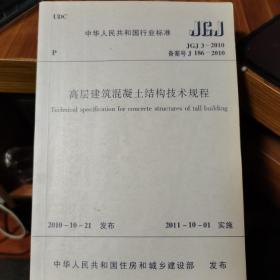 UDC
中华人民共和国行业标准 JGJ
P
JGJ 3-2010
备案号 J 186-2010
高层建筑混凝土结构技术规程
Technical specification for concrete structures of tall building
2010-10-21 发布 2011-10-01 实施
中华人民共和国住房和城乡建设部 发布